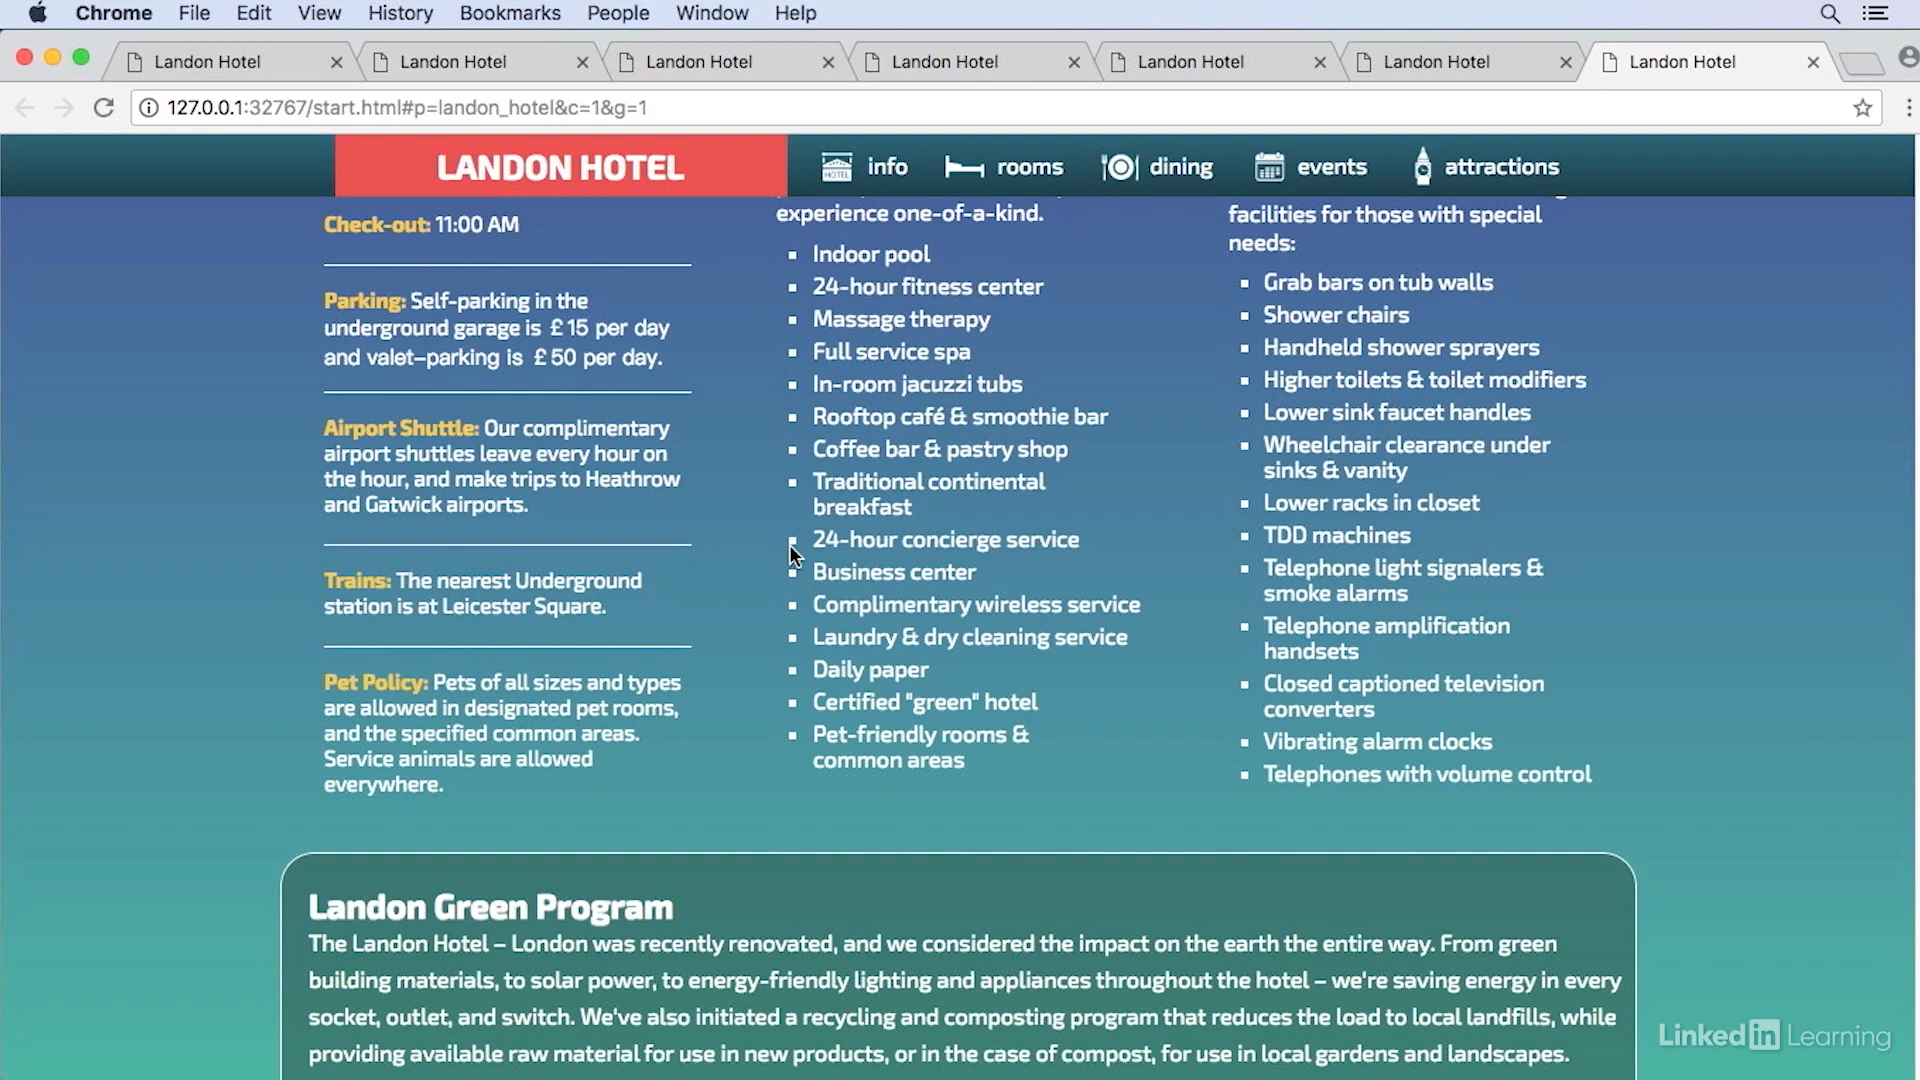 Chrome File Edit View History Bookmarks People Window Help
Landon Hotel Landon Hotel Landon Hotel Landon Hotel Landon Hotel Landon Hotel Landon Hotel
127.0.0.1:32767/start.html#p=landon_hotel&c=1&g=1
LANDON HOTEL
HOTEL info rooms dining events attractions
Check-out: 11:00 AM
Parking: Self-parking in the
underground garage is £15 per day
and valet-parking is £50 per day.
Airport Shuttle: Our complimentary
airport shuttles leave every hour on
the hour, and make trips to Heathrow
and Gatwick airports.
Trains: The nearest Underground
station is at Leicester Square.
Pet Policy: Pets of all sizes and types
are allowed in designated pet rooms,
and the specified common areas.
Service animals are allowed
everywhere.
experience one-of-a-kind.
▪ Indoor pool
▪ 24-hour fitness center
▪ Massage therapy
▪ Full service spa
▪ In-room jacuzzi tubs
▪ Rooftop café & smoothie bar
▪ Coffee bar & pastry shop
▪ Traditional continental
breakfast
▪ 24-hour concierge service
▪ Business center
▪ Complimentary wireless service
▪ Laundry & dry cleaning service
▪ Daily paper
▪ Certified "green" hotel
▪ Pet-friendly rooms &
common areas
facilities for those with special
needs:
▪ Grab bars on tub walls
▪ Shower chairs
▪ Handheld shower sprayers
▪ Higher toilets & toilet modifiers
▪ Lower sink faucet handles
▪ Wheelchair clearance under
sinks & vanity
▪ Lower racks in closet
▪ TDD machines
▪ Telephone light signalers &
smoke alarms
▪ Telephone amplification
handsets
▪ Closed captioned television
converters
▪ Vibrating alarm clocks
▪ Telephones with volume control
Landon Green Program
The Landon Hotel – London was recently renovated, and we considered the impact on the earth the entire way. From green
building materials, to solar power, to energy-friendly lighting and appliances throughout the hotel – we're saving energy in every
socket, outlet, and switch. We've also initiated a recycling and composting program that reduces the load to local landfills, while
providing available raw material for use in new products, or in the case of compost, for use in local gardens and landscapes.
Linked in Learning